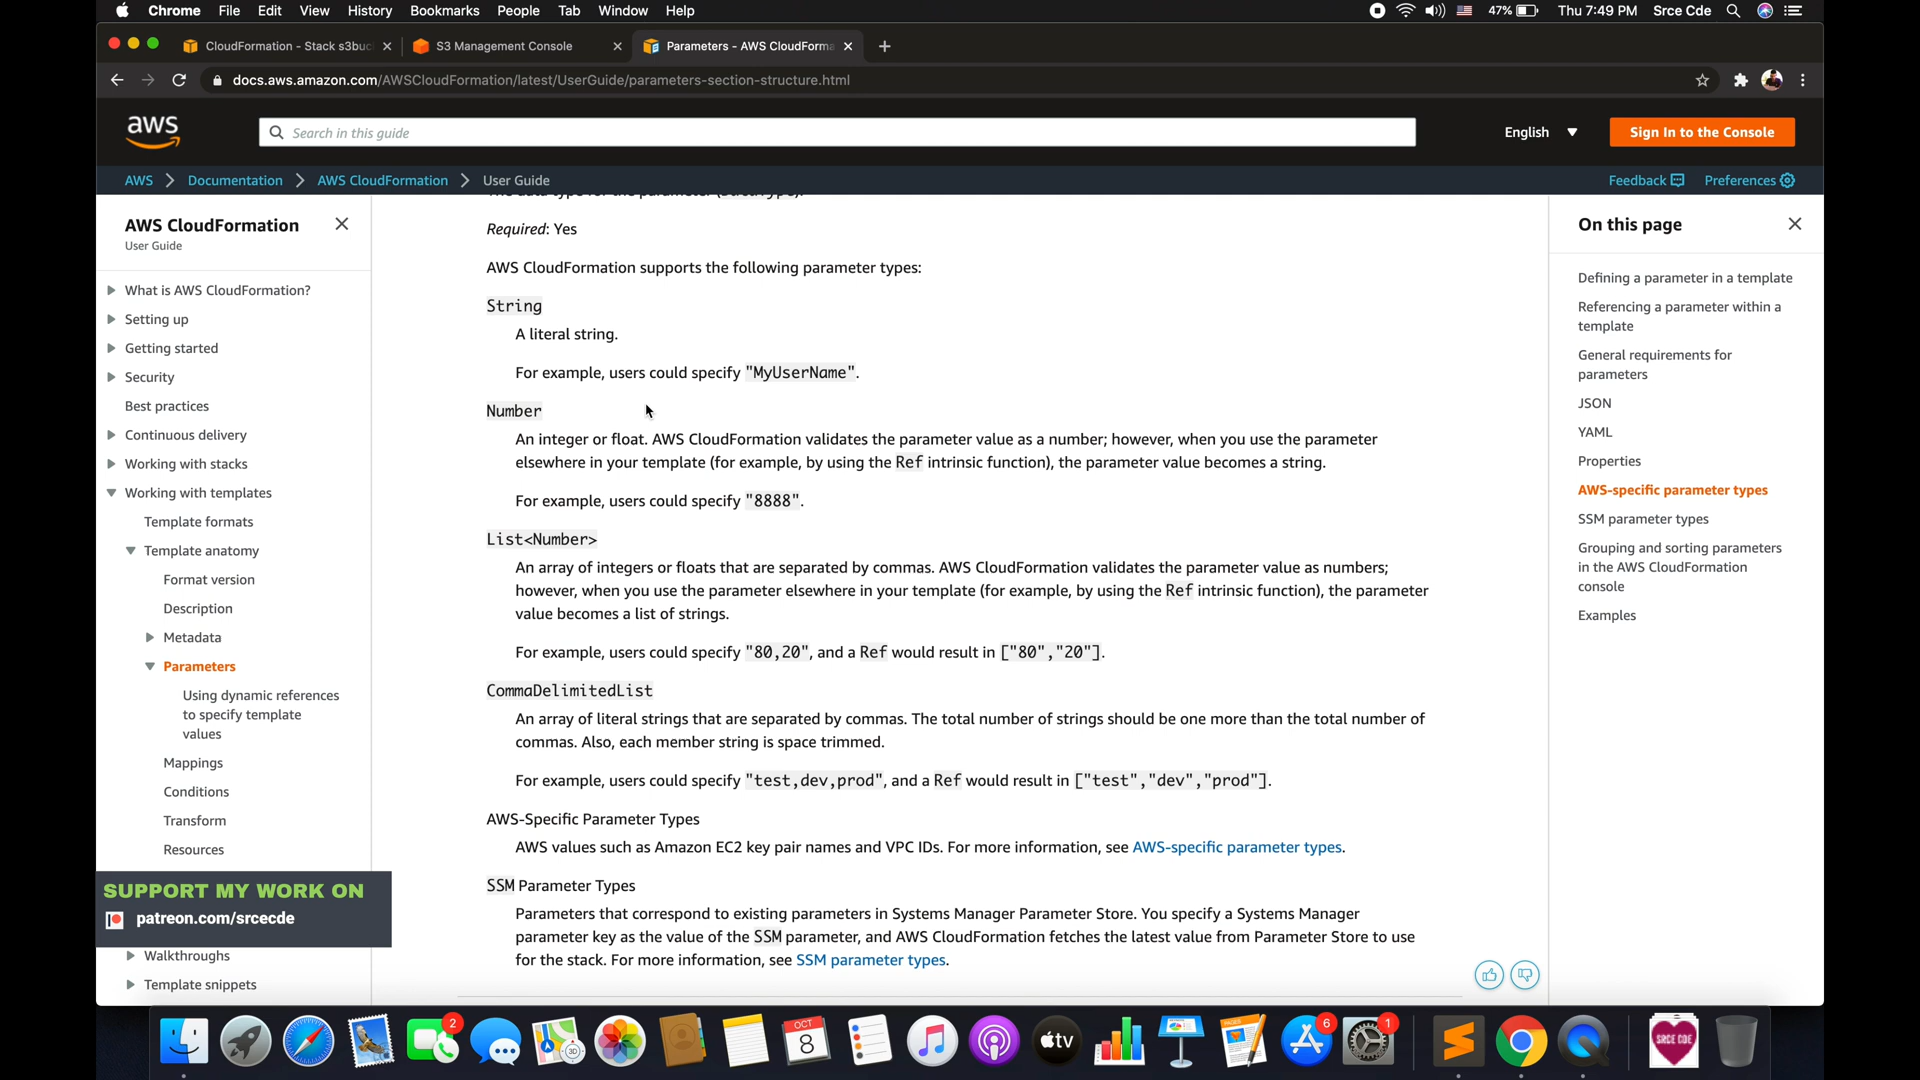 Chrome File Edit View History Bookmarks People Tab Window Help 47% Thu 7:49 PM Srce Cde
CloudFormation - Stack s3buc S3 Management Console Parameters - AWS CloudForma
docs.aws.amazon.com/AWSCloudFormation/latest/UserGuide/parameters-section-structure.html
aws Search in this guide English Sign In to the Console
AWS Documentation AWS CloudFormation User Guide Feedback Preferences
AWS CloudFormation
User Guide
What is AWS CloudFormation?
Setting up
Getting started
Security
Best practices
Continuous delivery
Working with stacks
Working with templates
Template formats
Template anatomy
Format version
Description
Metadata
Parameters
Using dynamic references
to specify template
values
Mappings
Conditions
Transform
Resources
SUPPORT MY WORK ON
patreon.com/srcecde
Walkthroughs
Template snippets
Required: Yes
AWS CloudFormation supports the following parameter types:
String
A literal string.
For example, users could specify "MyUserName".
Number
An integer or float. AWS CloudFormation validates the parameter value as a number; however, when you use the parameter
elsewhere in your template (for example, by using the Ref intrinsic function), the parameter value becomes a string.
For example, users could specify "8888".
List<Number>
An array of integers or floats that are separated by commas. AWS CloudFormation validates the parameter value as numbers;
however, when you use the parameter elsewhere in your template (for example, by using the Ref intrinsic function), the parameter
value becomes a list of strings.
For example, users could specify "80,20", and a Ref would result in ["80","20"].
CommaDelimitedList
An array of literal strings that are separated by commas. The total number of strings should be one more than the total number of
commas. Also, each member string is space trimmed.
For example, users could specify "test,dev,prod", and a Ref would result in ["test","dev","prod"].
AWS-Specific Parameter Types
AWS values such as Amazon EC2 key pair names and VPC IDs. For more information, see AWS-specific parameter types.
SSM Parameter Types
Parameters that correspond to existing parameters in Systems Manager Parameter Store. You specify a Systems Manager
parameter key as the value of the SSM parameter, and AWS CloudFormation fetches the latest value from Parameter Store to use
for the stack. For more information, see SSM parameter types.
On this page
Defining a parameter in a template
Referencing a parameter within a
template
General requirements for
parameters
JSON
YAML
Properties
AWS-specific parameter types
SSM parameter types
Grouping and sorting parameters
in the AWS CloudFormation
console
Examples
2 3D OCT 8 tv 6 1 SRCE CDE